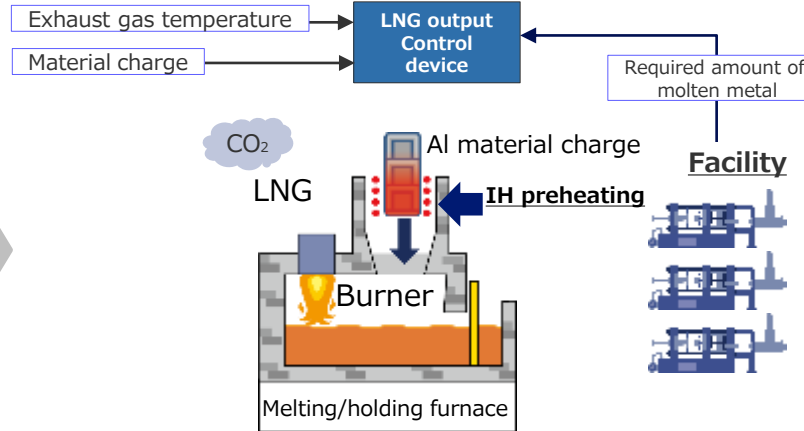 Exhaust gas temperature
Material charge
LNG output
Control
device
Required amount of
molten metal
CO₂
Al material charge
Facility
LNG
IH preheating
Burner
Melting/holding furnace